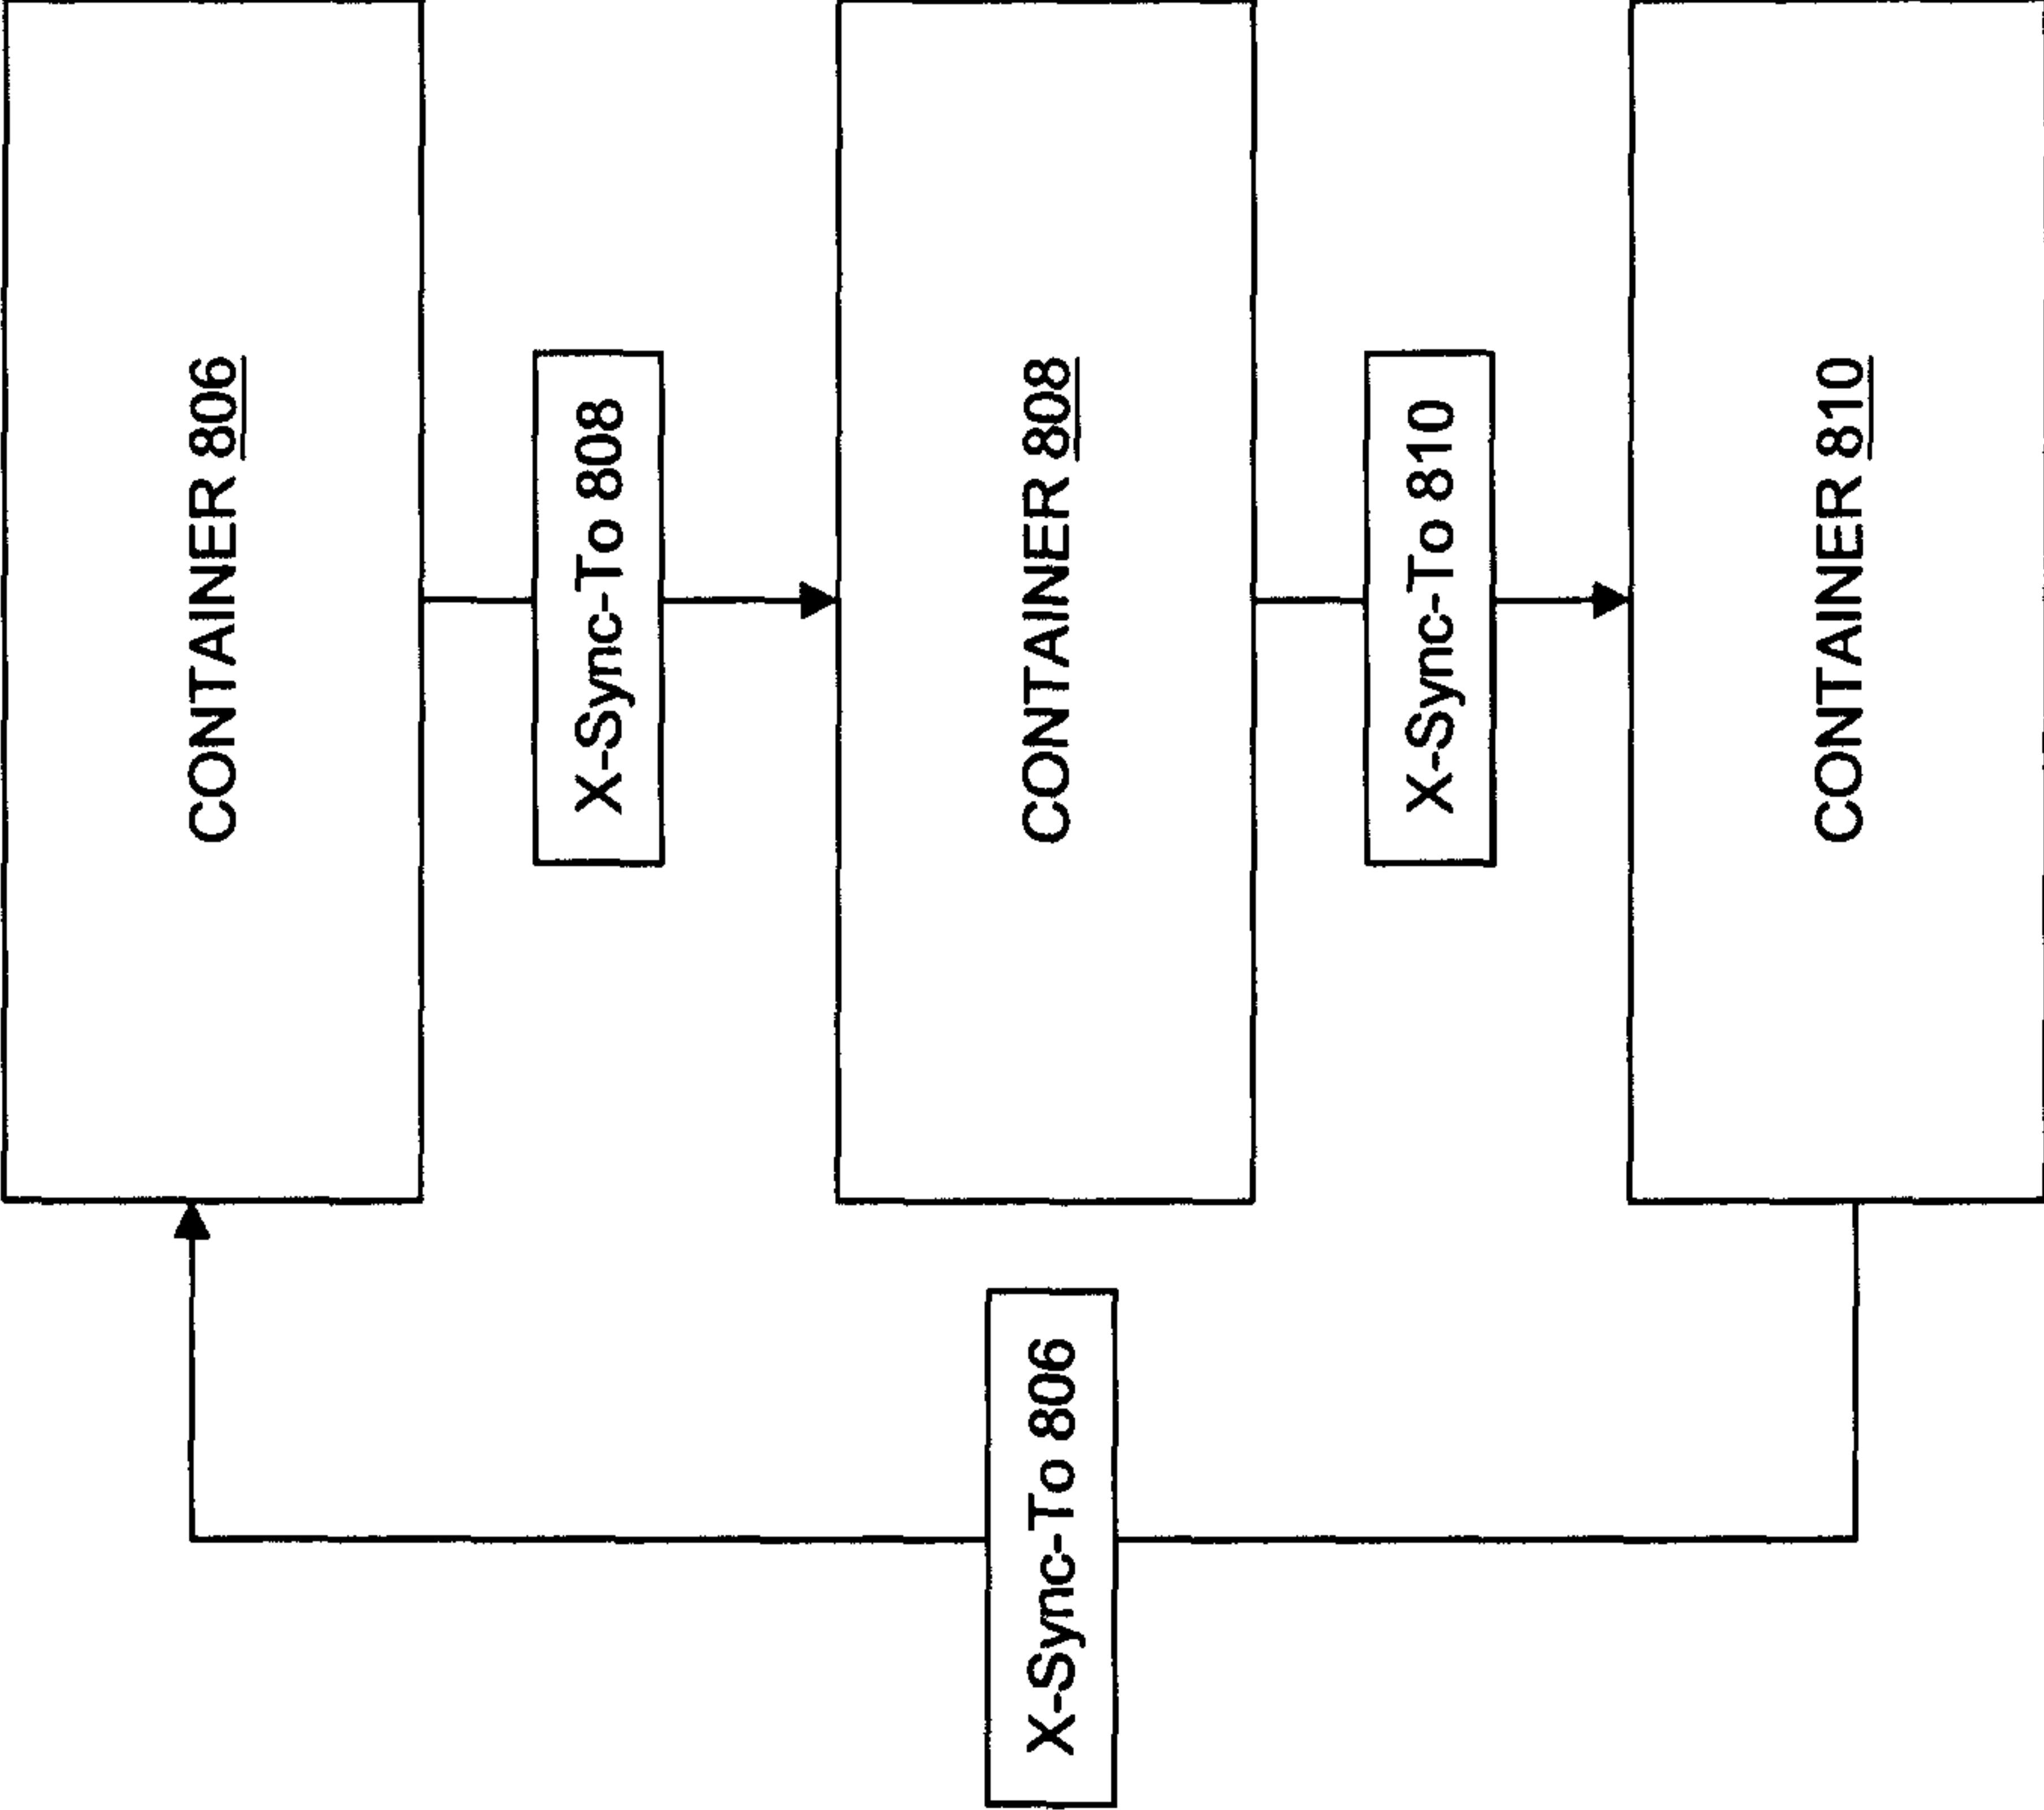 CONTAINER 806
X-Sync-To 808
CONTAINER 808
X-Sync-To 810
CONTAINER 810
X-Sync-To 806